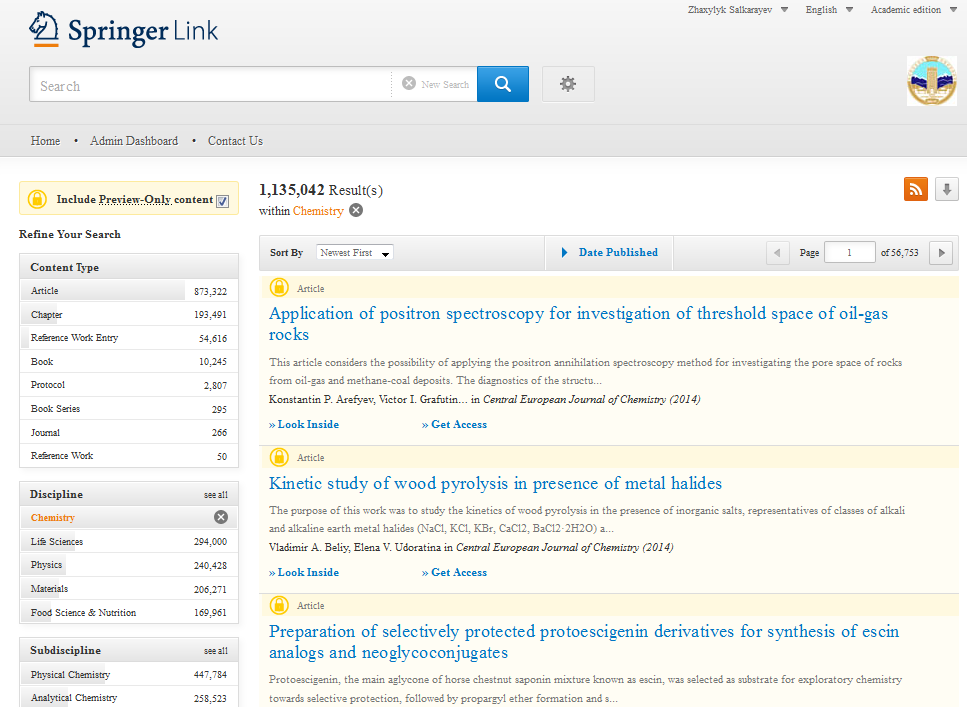 Zhaxylyk Salkarayev English Academic edition
Springer Link
Search New Search
Home • Admin Dashboard • Contact Us
Include Preview-Only content
Refine Your Search
Content Type
Article 873,322
Chapter 193,491
Reference Work Entry 54,616
Book 10,245
Protocol 2,807
Book Series 295
Journal 266
Reference Work 50
Discipline see all
Chemistry
Life Sciences 294,000
Physics 240,428
Materials 206,271
Food Science & Nutrition 169,961
Subdiscipline see all
Physical Chemistry 447,784
Analytical Chemistry 258,523
1,135,042 Result(s)
within Chemistry
Sort By Newest First Date Published Page 1 of 56,753
Article
Application of positron spectroscopy for investigation of threshold space of oil-gas
rocks
This article considers the possibility of applying the positron annihilation spectroscopy method for investigating the pore space of rocks
from oil-gas and methane-coal deposits. The diagnostics of the structu...
Konstantin P. Arefyev, Victor I. Grafutin... in Central European Journal of Chemistry (2014)
» Look Inside » Get Access
Article
Kinetic study of wood pyrolysis in presence of metal halides
The purpose of this work was to study the kinetics of wood pyrolysis in the presence of inorganic salts, representatives of classes of alkali
and alkaline earth metal halides (NaCl, KCl, KBr, CaCl2, BaCl2·2H2O) a...
Vladimir A. Beliy, Elena V. Udoratina in Central European Journal of Chemistry (2014)
» Look Inside » Get Access
Article
Preparation of selectively protected protoescigenin derivatives for synthesis of escin
analogs and neoglycoconjugates
Protoescigenin, the main aglycone of horse chestnut saponin mixture known as escin, was selected as substrate for exploratory chemistry
towards selective protection, followed by propargyl ether formation and s...